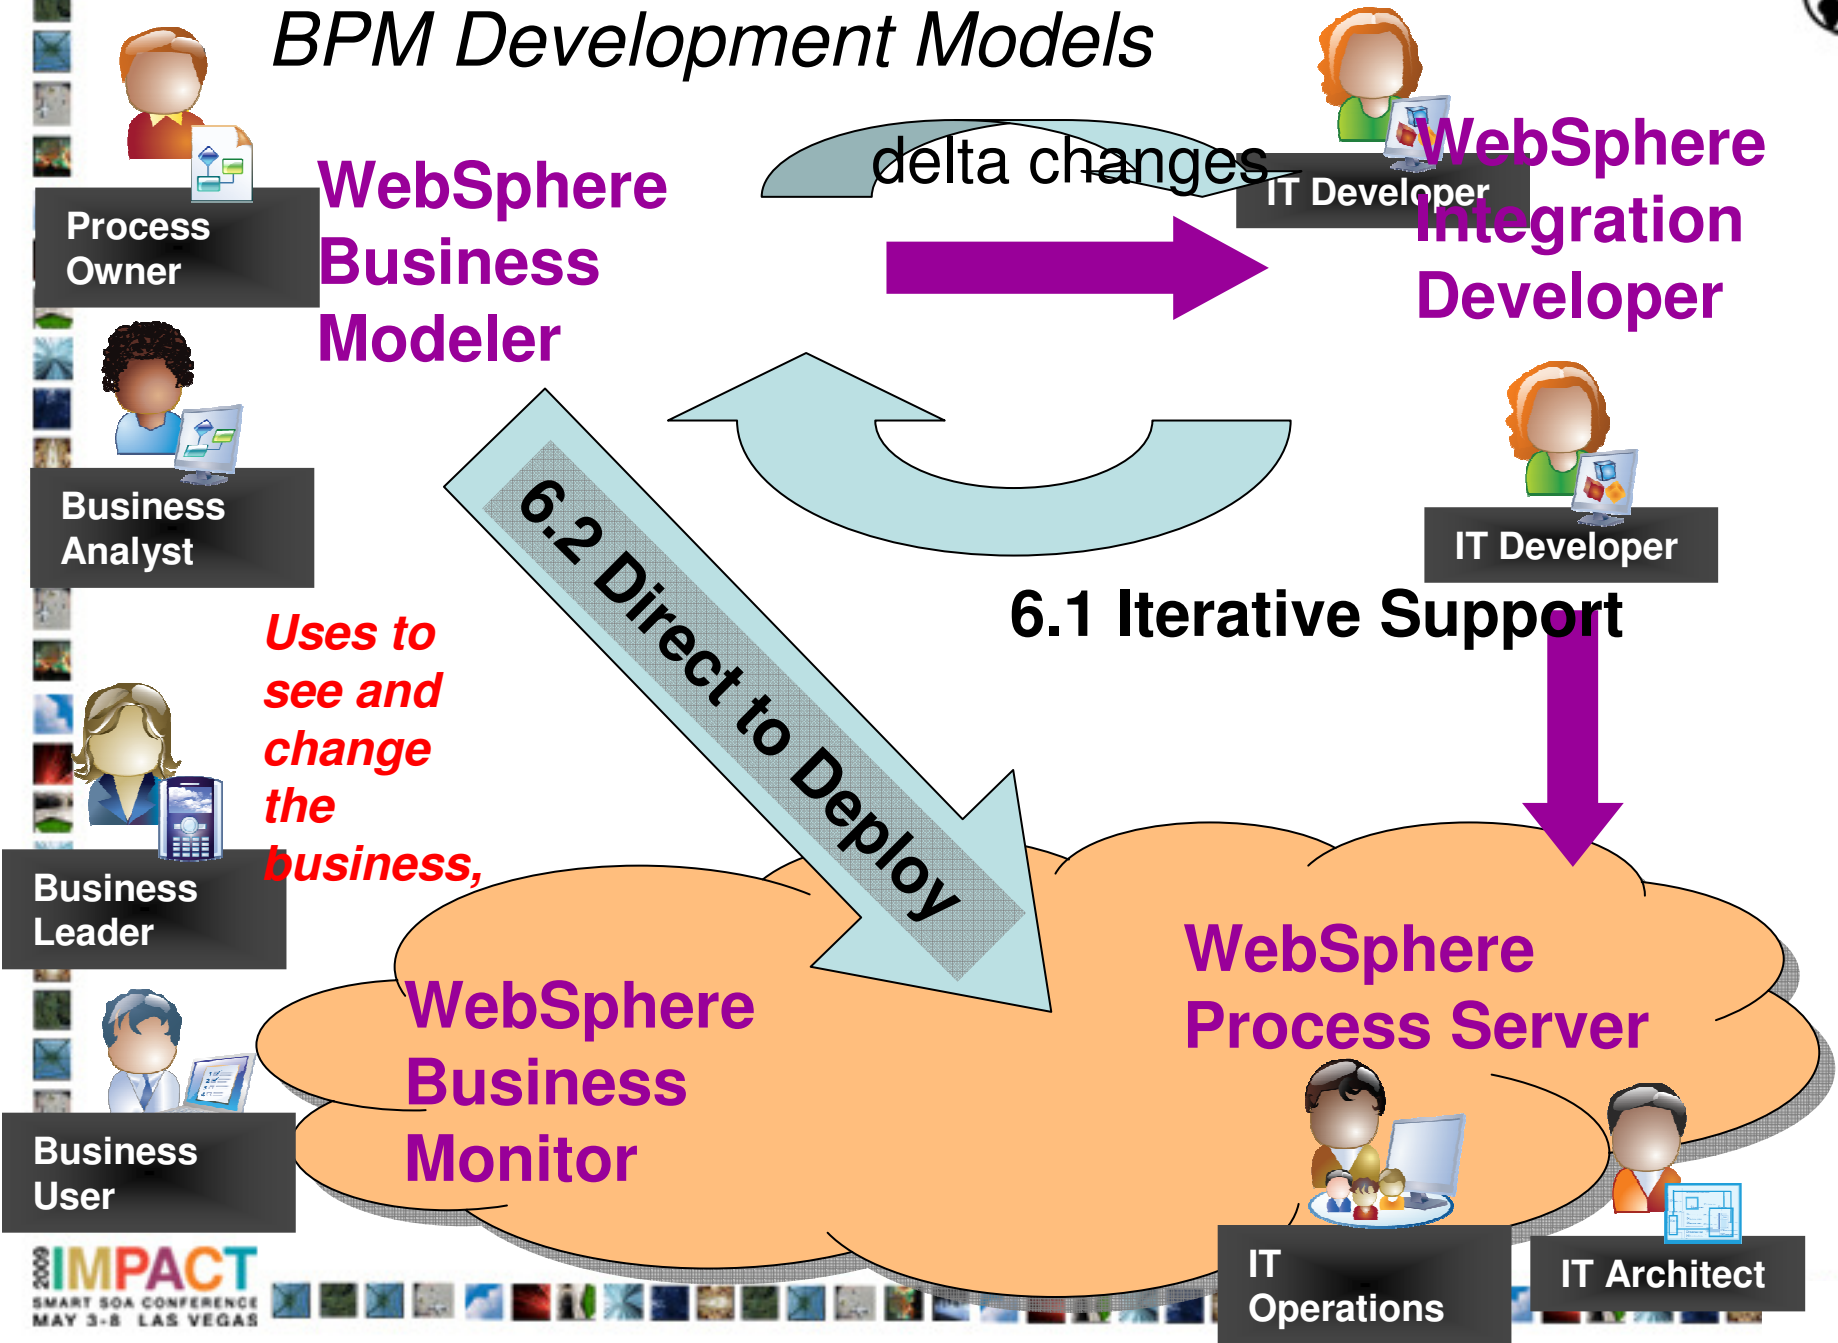 BPM Development Models
delta changes
IT Developer
WebSphere
Integration
Developer
Process
Owner
WebSphere
Business
Modeler
Business
Analyst
IT Developer
6.2 Direct to Deploy
6.1 Iterative Support
Uses to
see and
change
the
business,
Business
Leader
WebSphere
Process Server
WebSphere
Business
Monitor
Business
User
IT
Operations
IT Architect
2009
IMPACT
SMART SOA CONFERENCE
MAY 3-8 LAS VEGAS